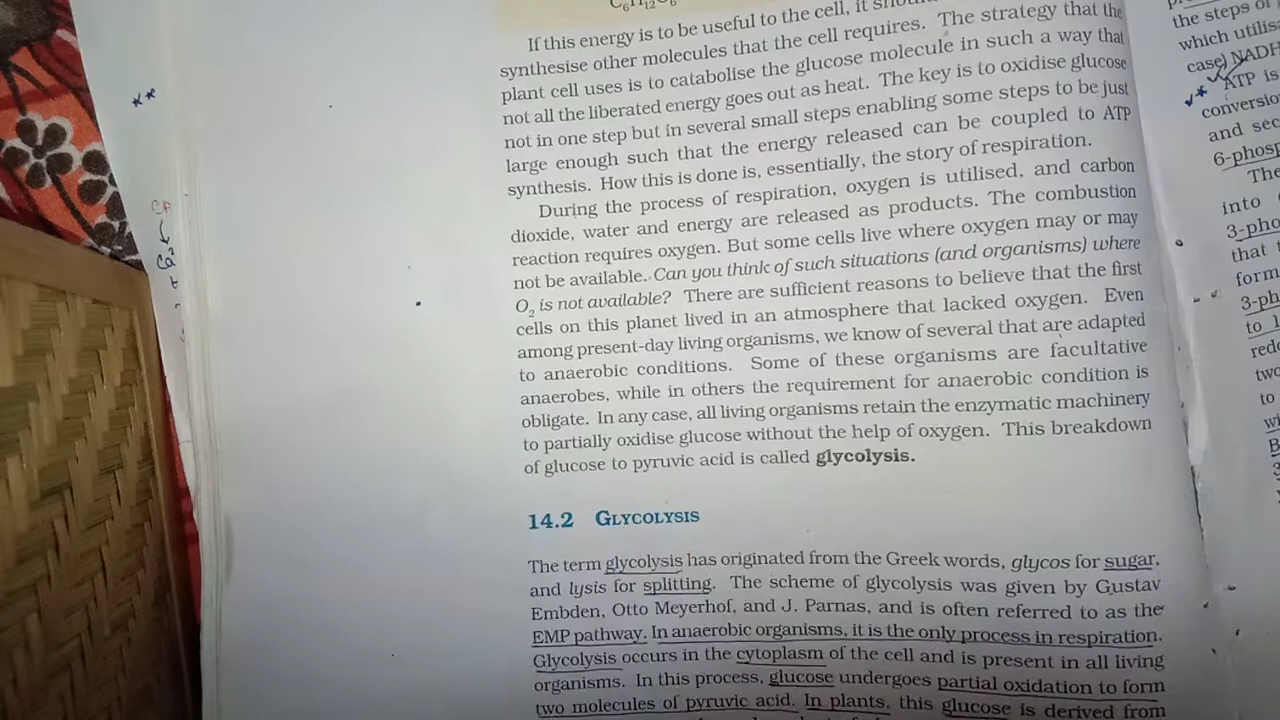 C6H12O6
If this energy is to be useful to the cell, it
synthesise other molecules that the cell requires. The strategy that the
plant cell uses is to catabolise the glucose molecule in such a way that
not all the liberated energy goes out as heat. The key is to oxidise glucose
not in one step but in several small steps enabling some steps to be just
large enough such that the energy released can be coupled to ATP
synthesis. How this is done is, essentially, the story of respiration.
During the process of respiration, oxygen is utilised, and carbon
dioxide, water and energy are released as products. The combustion
reaction requires oxygen. But some cells live where oxygen may or may
not be available. Can you think of such situations (and organisms) where
O2 is not available? There are sufficient reasons to believe that the first
cells on this planet lived in an atmosphere that lacked oxygen. Even
among present-day living organisms, we know of several that are adapted
to anaerobic conditions. Some of these organisms are facultative
anaerobes, while in others the requirement for anaerobic condition is
obligate. In any case, all living organisms retain the enzymatic machinery
to partially oxidise glucose without the help of oxygen. This breakdown
of glucose to pyruvic acid is called glycolysis.
14.2 GLYCOLYSIS
The term glycolysis has originated from the Greek words, glycos for sugar,
and lysis for splitting. The scheme of glycolysis was given by Gustav
Embden, Otto Meyerhof, and J. Parnas, and is often referred to as the
EMP pathway. In anaerobic organisms, it is the only process in respiration.
Glycolysis occurs in the cytoplasm of the cell and is present in all living
organisms. In this process, glucose undergoes partial oxidation to form
two molecules of pyruvic acid. In plants, this glucose is derived from
the steps of
which utilis
case) NADH
ATP is
conversio
and sec
6-phosp
The
into
3-pho
that
form
3-ph
to
redu
two
to